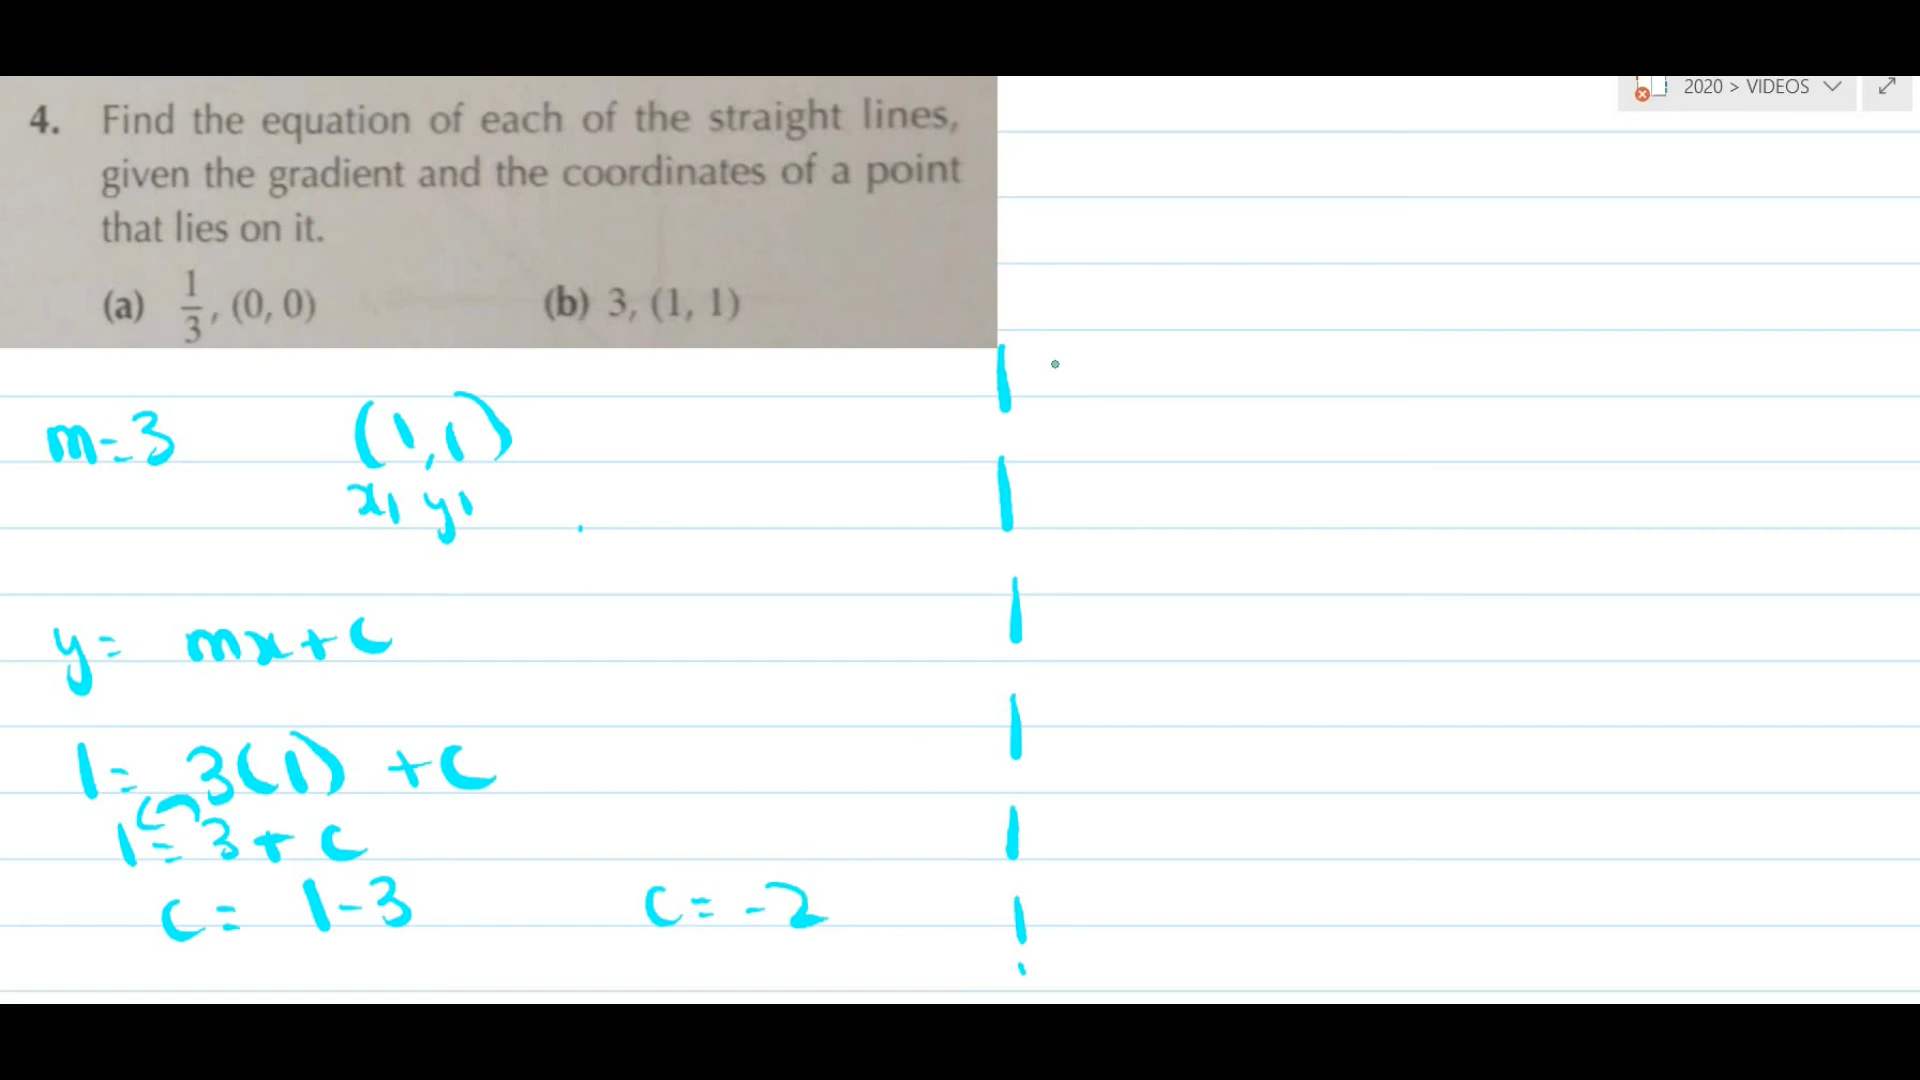 2020 > VIDEOS
4. Find the equation of each of the straight lines,
given the gradient and the coordinates of a point
that lies on it.
(a) 1/3, (0, 0) (b) 3, (1, 1)
m=3 (1,1)
x1 y1
y= mx+c
1= 3(1) +c
1=3+c
c= 1-3 c= -2